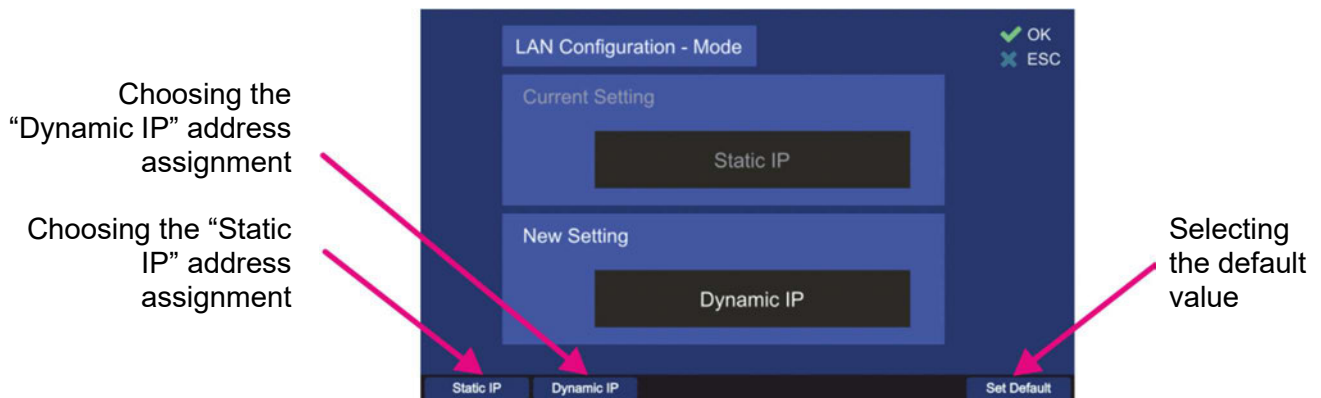 Choosing the
“Dynamic IP” address
assignment
Choosing the “Static
IP” address
assignment
LAN Configuration - Mode
OK
ESC
Current Setting
Static IP
New Setting
Dynamic IP
Selecting
the default
value
Static IP
Dynamic IP
Set Default